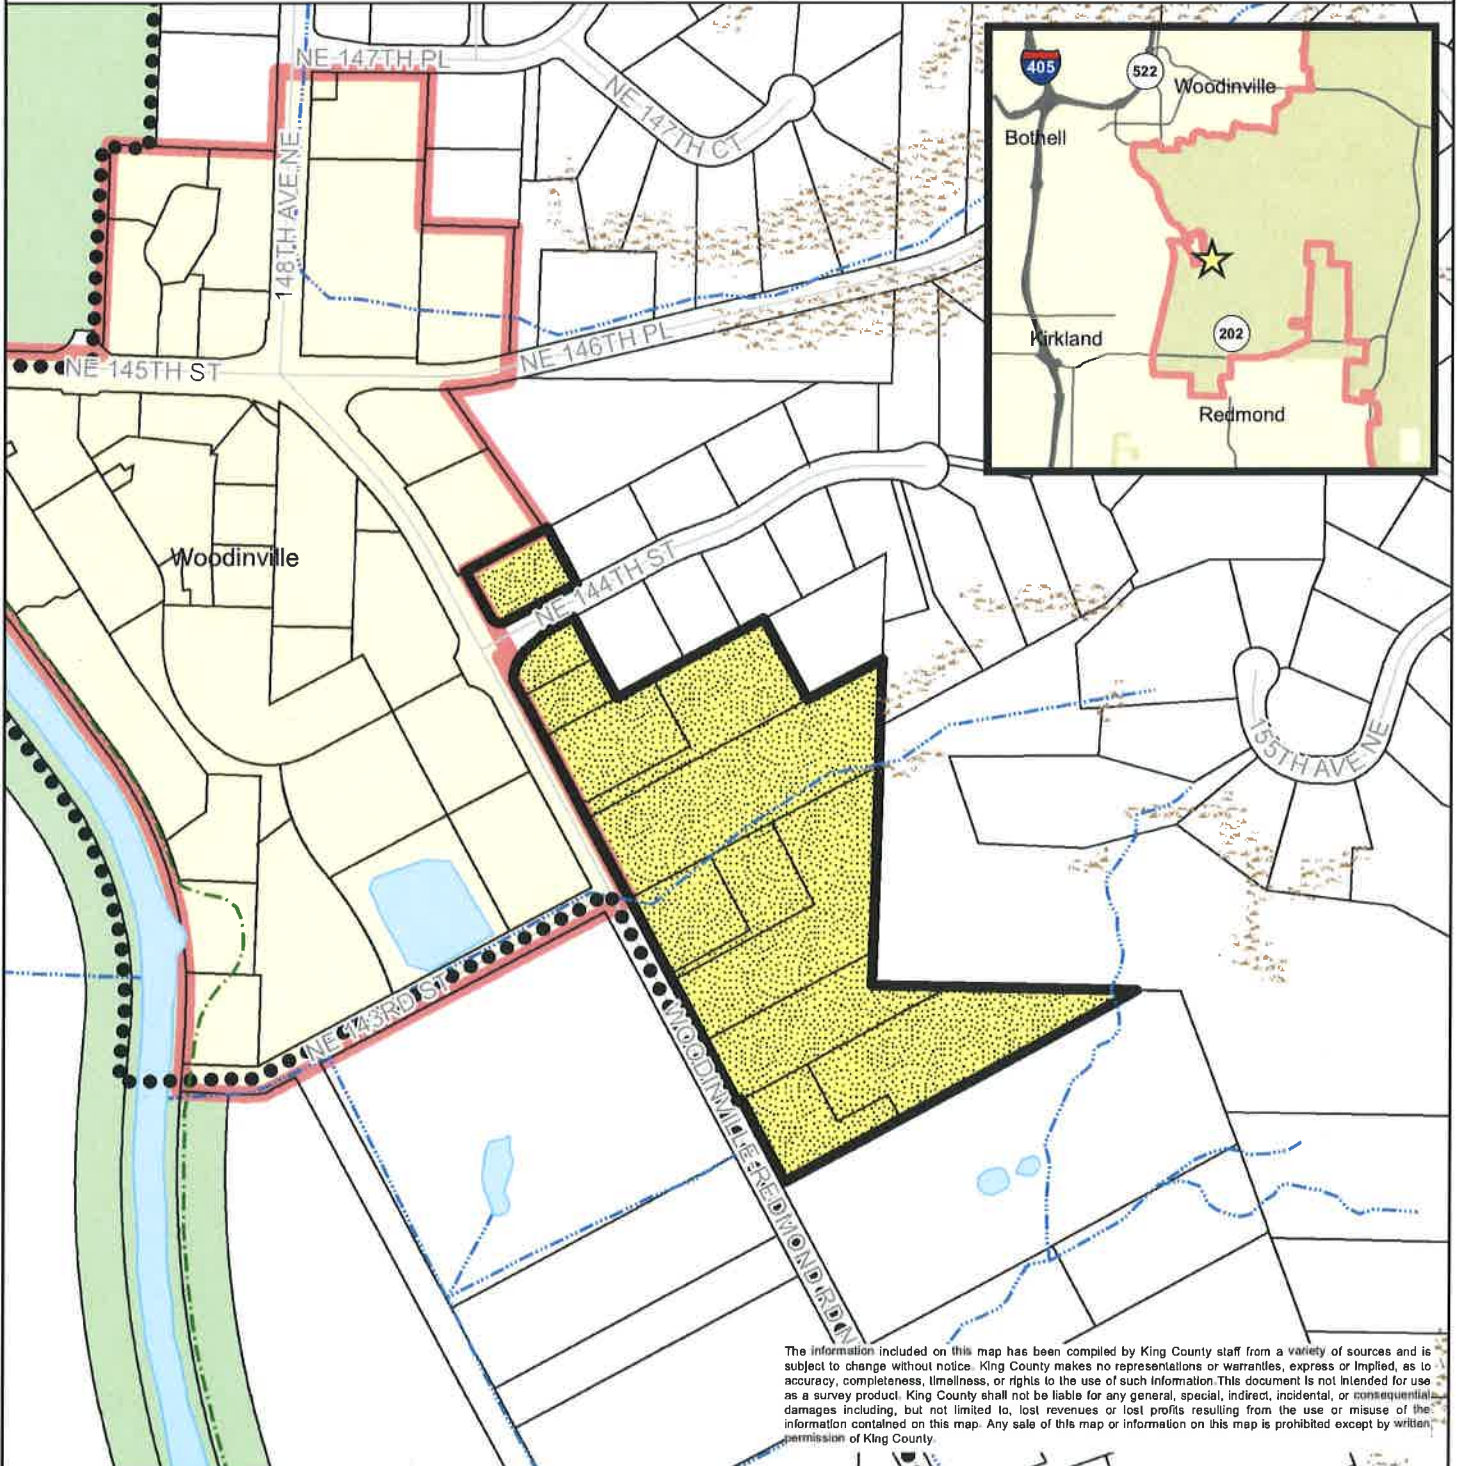 NE 147TH PL
NE 147TH CT
148TH AVE NE
NE 146TH PL
NE 145TH ST
405
522
Woodinville
Bothell
Kirkland
202
Redmond
Woodinville
NE 144TH ST
155TH AVE NE
NE 143RD ST
WOODINVILLE-REDMOND RD NE
The information included on this map has been compiled by King County staff from a variety of sources and is
subject to change without notice. King County makes no representations or warranties, express or implied, as to
accuracy, completeness, timeliness, or rights to the use of such information. This document is not intended for use
as a survey product. King County shall not be liable for any general, special, indirect, incidental, or consequential
damages including, but not limited to, lost revenues or lost profits resulting from the use or misuse of the
information contained on this map. Any sale of this map or information on this map is prohibited except by written
permission of King County.